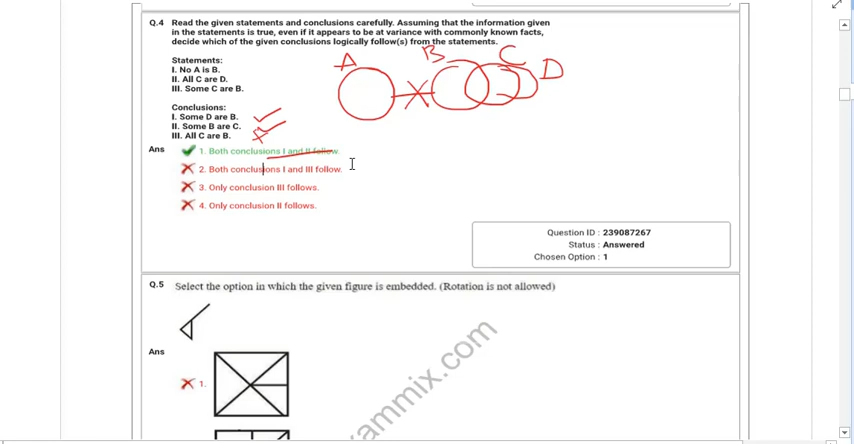 Q.4 Read the given statements and conclusions carefully. Assuming that the information given
in the statements is true, even if it appears to be at variance with commonly known facts,
decide which of the given conclusions logically follow(s) from the statements.
Statements:
I. No A is B.
II. All C are D.
III. Some C are B.
A B C D
Conclusions:
I. Some D are B.
II. Some B are C.
III. All C are B.
Ans 1. Both conclusions I and II follow.
2. Both conclusions I and III follow.
3. Only conclusion III follows.
4. Only conclusion II follows.
Question ID : 239087267
Status : Answered
Chosen Option : 1
Q.5 Select the option in which the given figure is embedded. (Rotation is not allowed)
Ans
1.
ammix.com